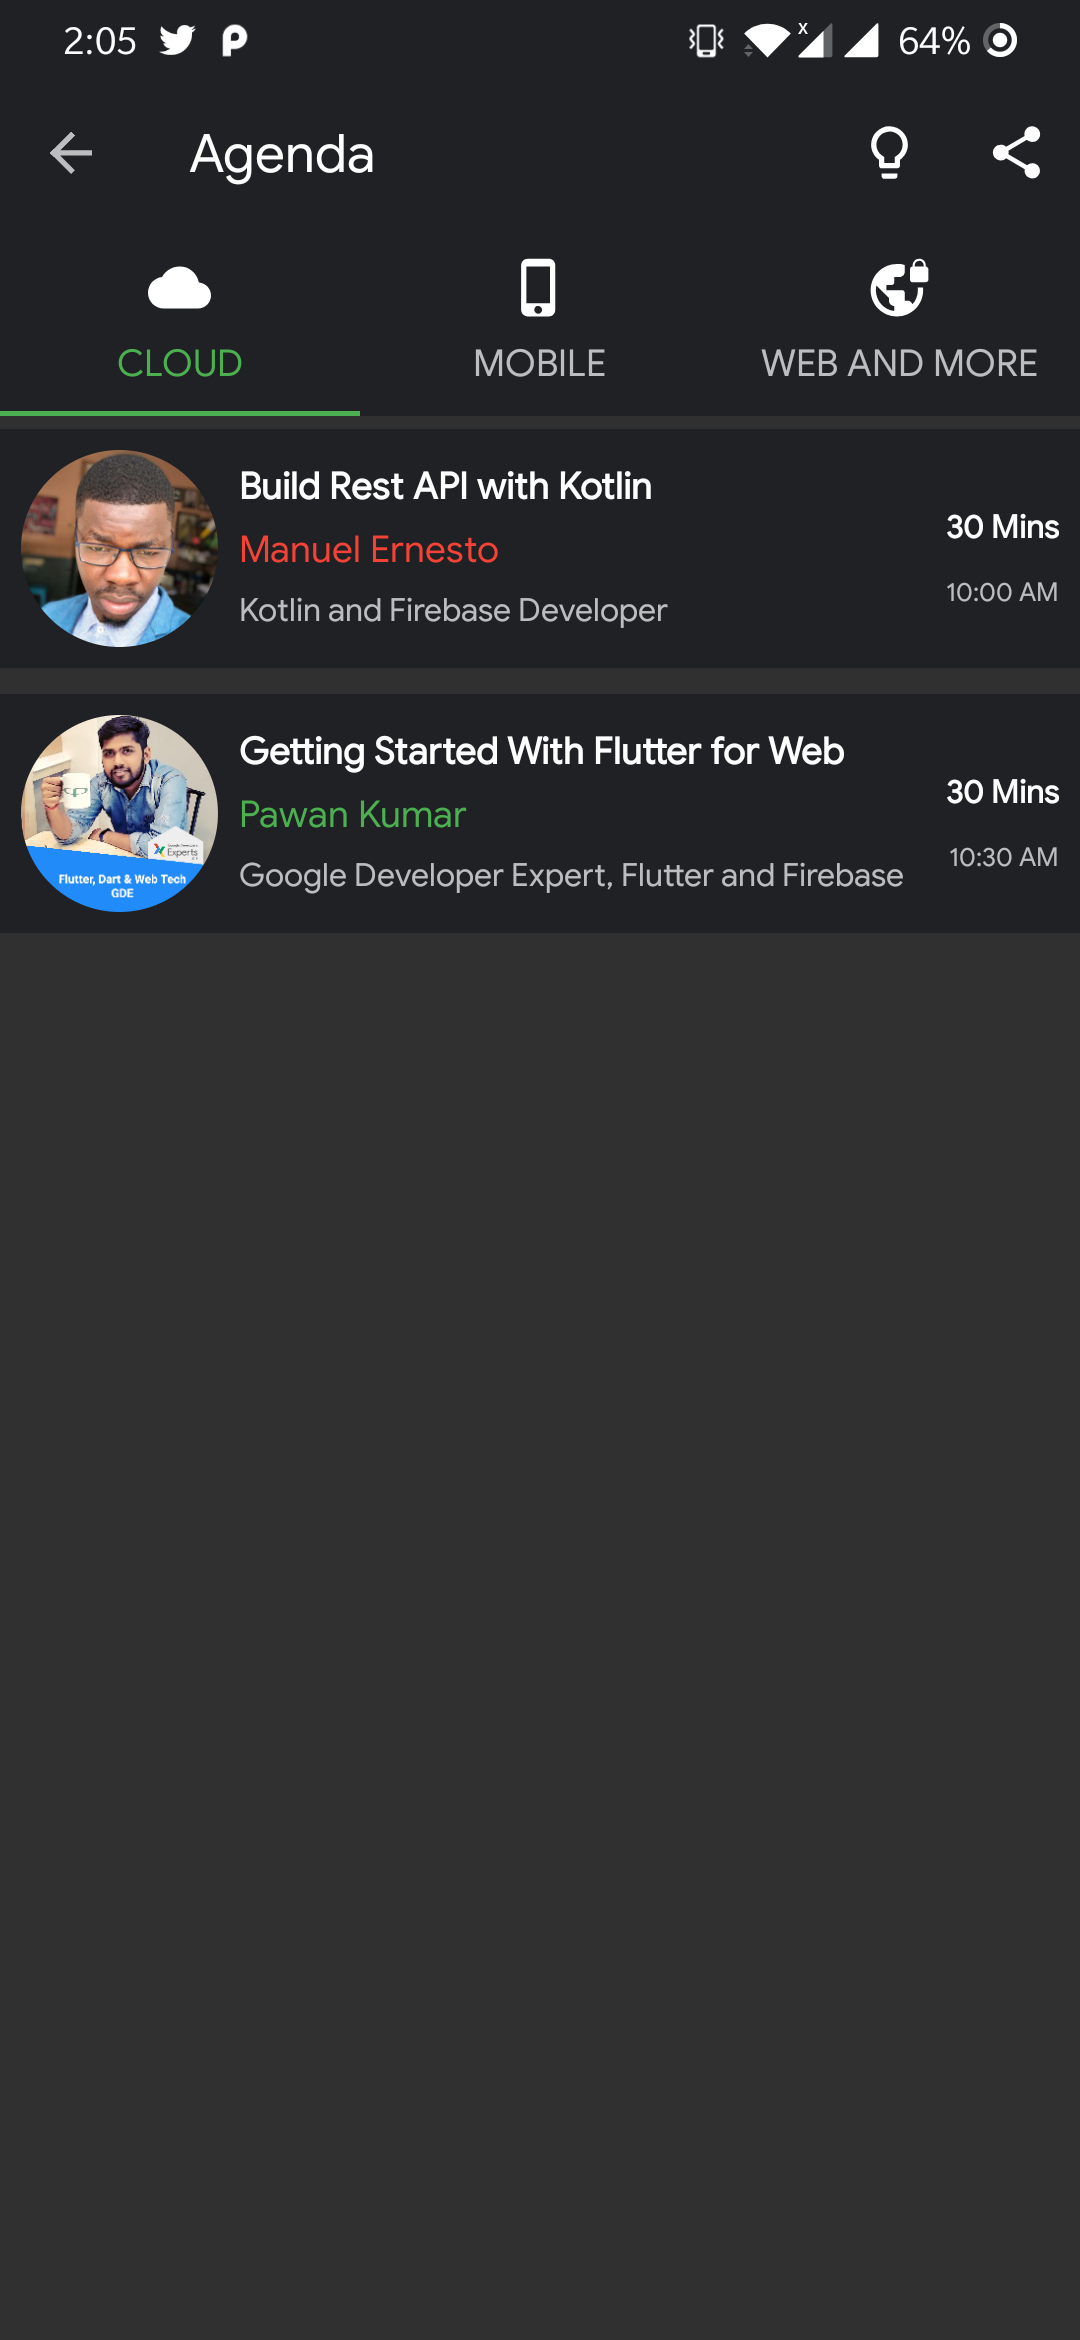 2:05
64%
Agenda
CLOUD
MOBILE
WEB AND MORE
Build Rest API with Kotlin
Manuel Ernesto
Kotlin and Firebase Developer
30 Mins
10:00 AM
Getting Started With Flutter for Web
Pawan Kumar
Google Developer Expert, Flutter and Firebase
30 Mins
10:30 AM
Experts
Flutter, Dart & Web Tech
GDE